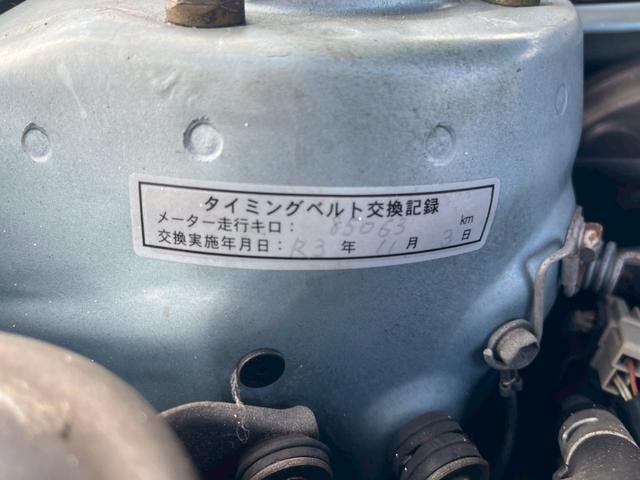 タイミングベルト交換記録
メーター走行キロ: 85063 km
交換実施年月日: R3 年 11 月 3 日